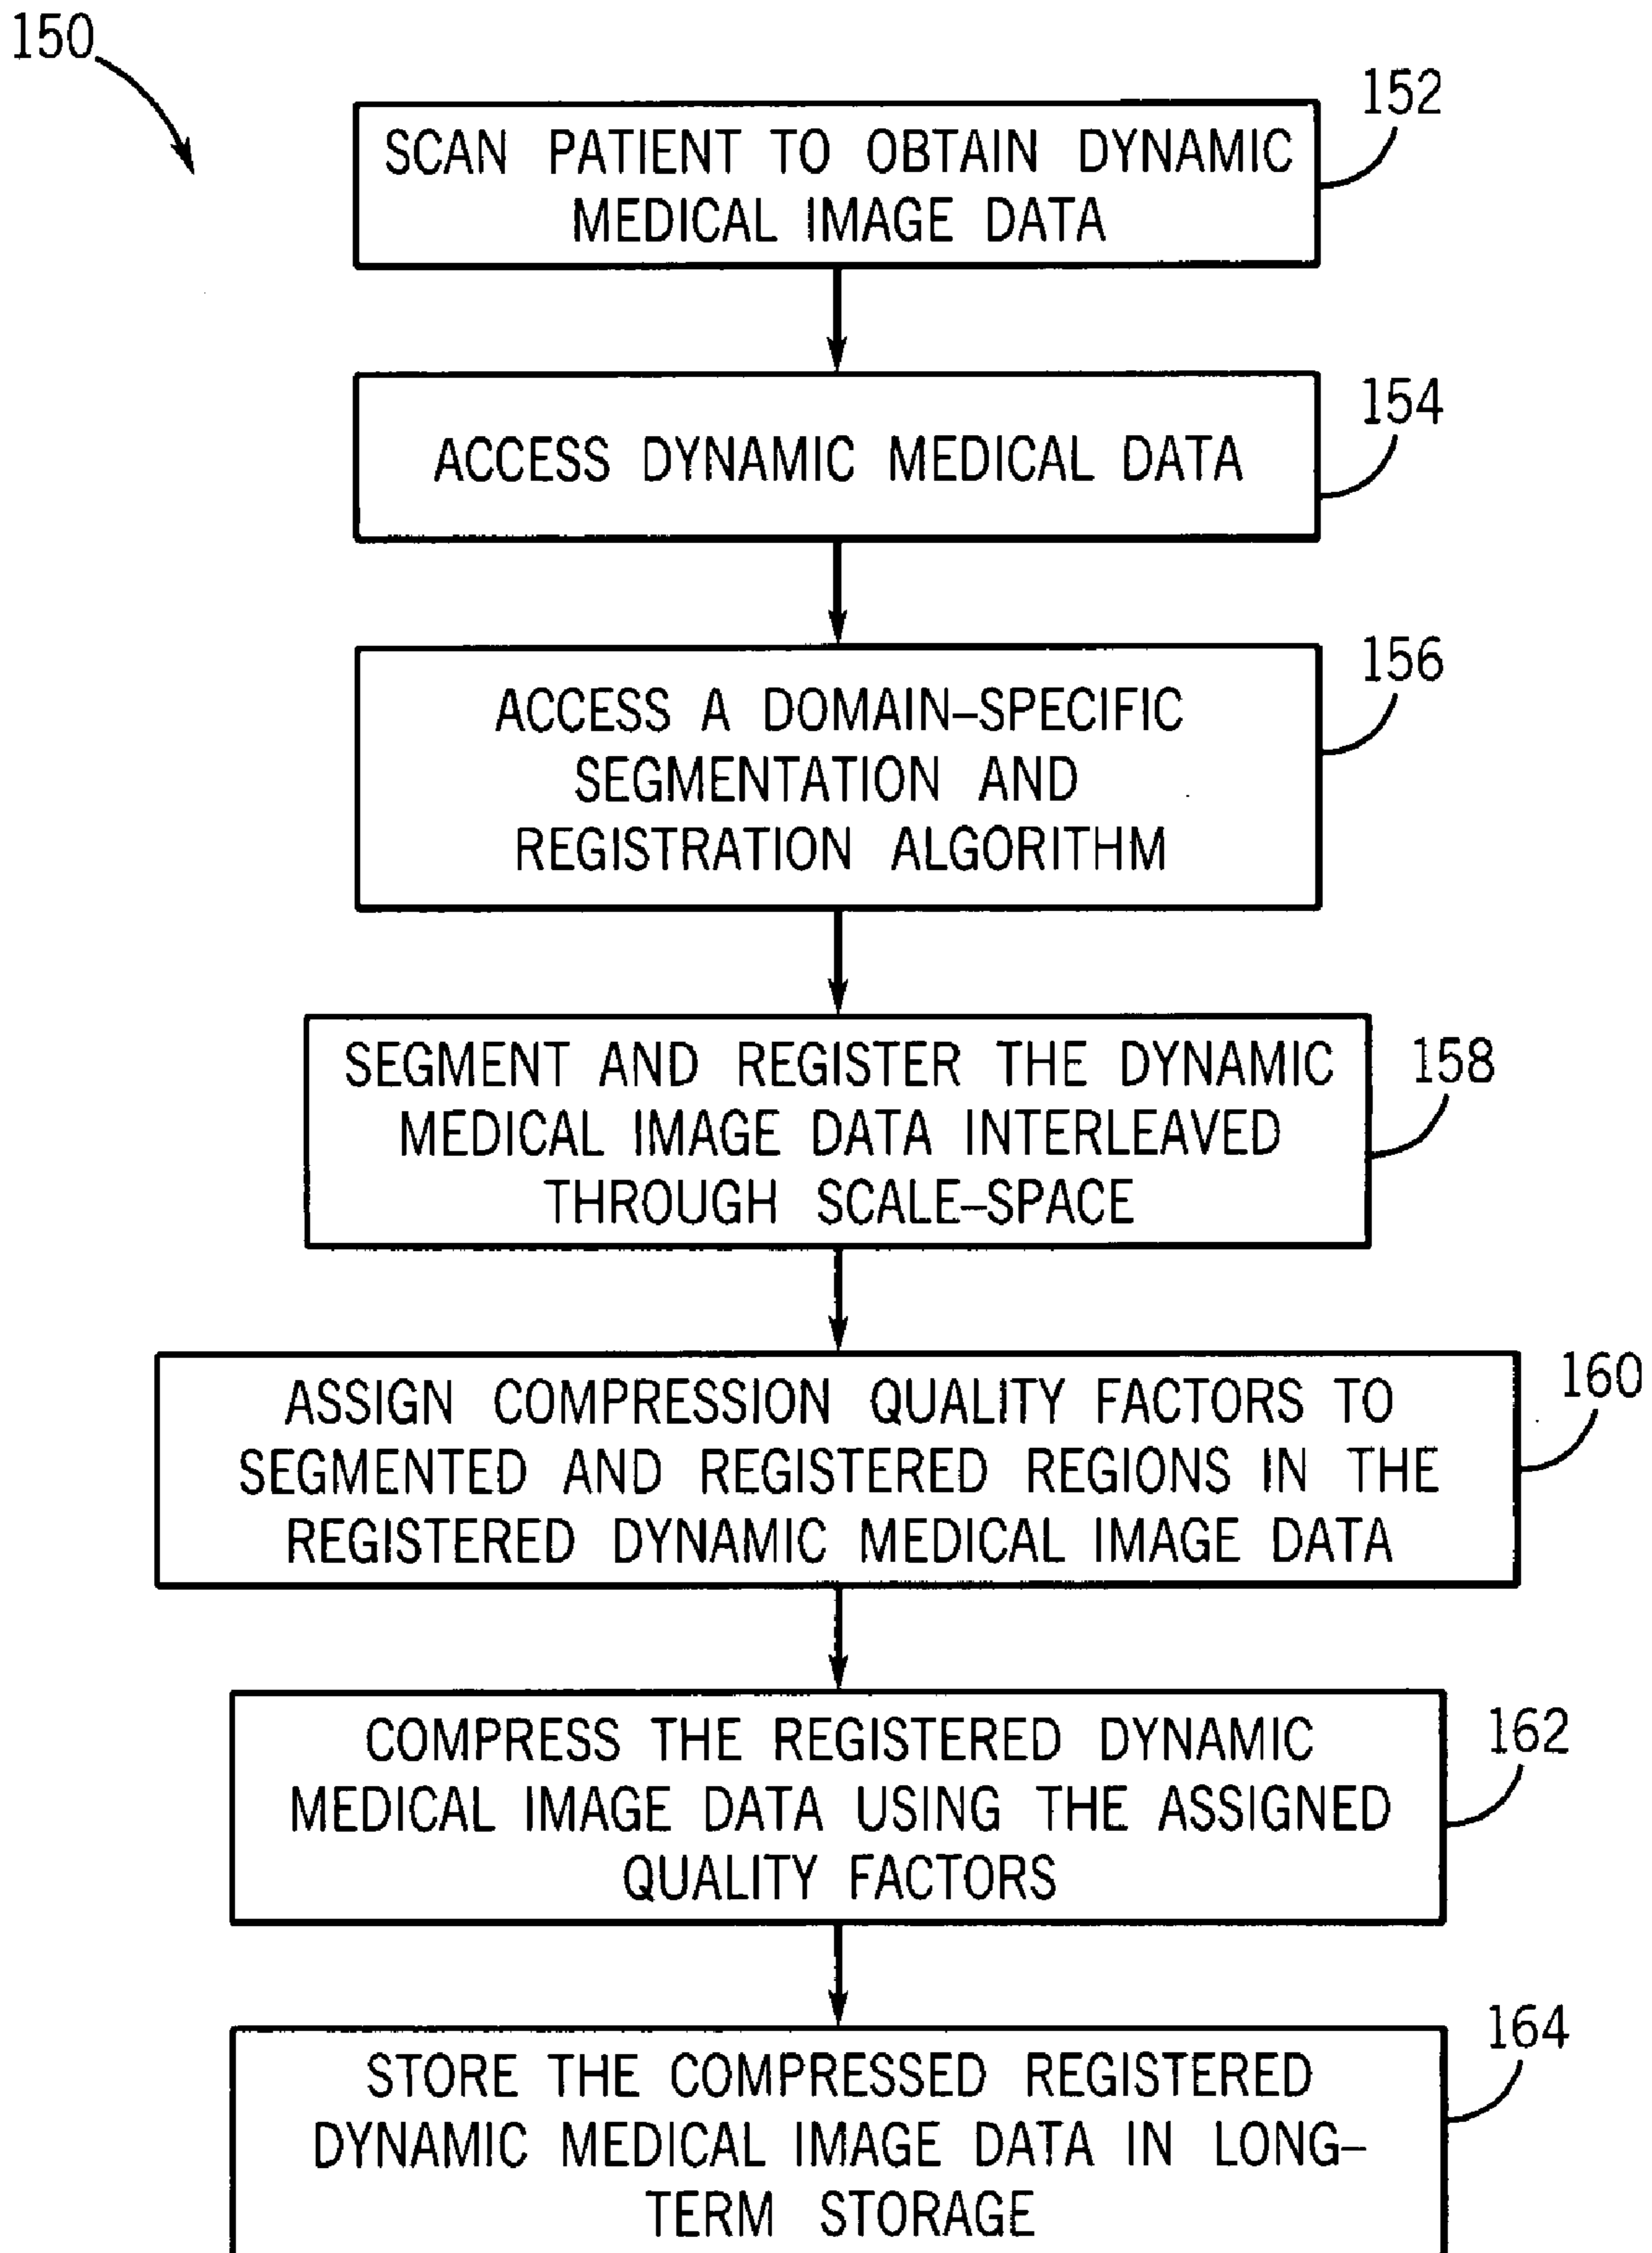 150
152
SCAN PATIENT TO OBTAIN DYNAMIC
MEDICAL IMAGE DATA
154
ACCESS DYNAMIC MEDICAL DATA
156
ACCESS A DOMAIN–SPECIFIC
SEGMENTATION AND
REGISTRATION ALGORITHM
158
SEGMENT AND REGISTER THE DYNAMIC
MEDICAL IMAGE DATA INTERLEAVED
THROUGH SCALE–SPACE
160
ASSIGN COMPRESSION QUALITY FACTORS TO
SEGMENTED AND REGISTERED REGIONS IN THE
REGISTERED DYNAMIC MEDICAL IMAGE DATA
162
COMPRESS THE REGISTERED DYNAMIC
MEDICAL IMAGE DATA USING THE ASSIGNED
QUALITY FACTORS
164
STORE THE COMPRESSED REGISTERED
DYNAMIC MEDICAL IMAGE DATA IN LONG–
TERM STORAGE